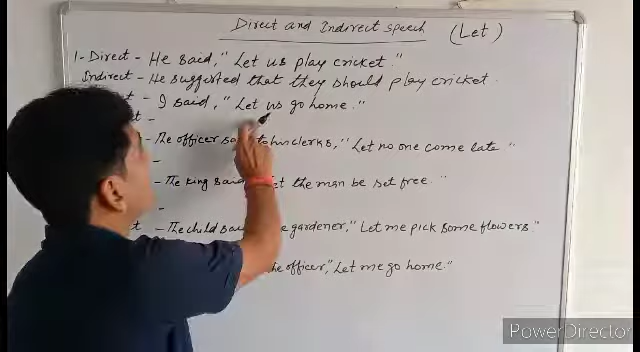 Direct and Indirect Speech (Let)
1- Direct - He said, "Let us play cricket."
Indirect - He suggested that they should play cricket.
- I said, "Let us go home."
-
- The officer clerks, "Let no one come late"
-
- The King said the man be set free."
-
- The child gardener, "Let me pick some flowers."
officer, "Let me go home."
PowerDirector